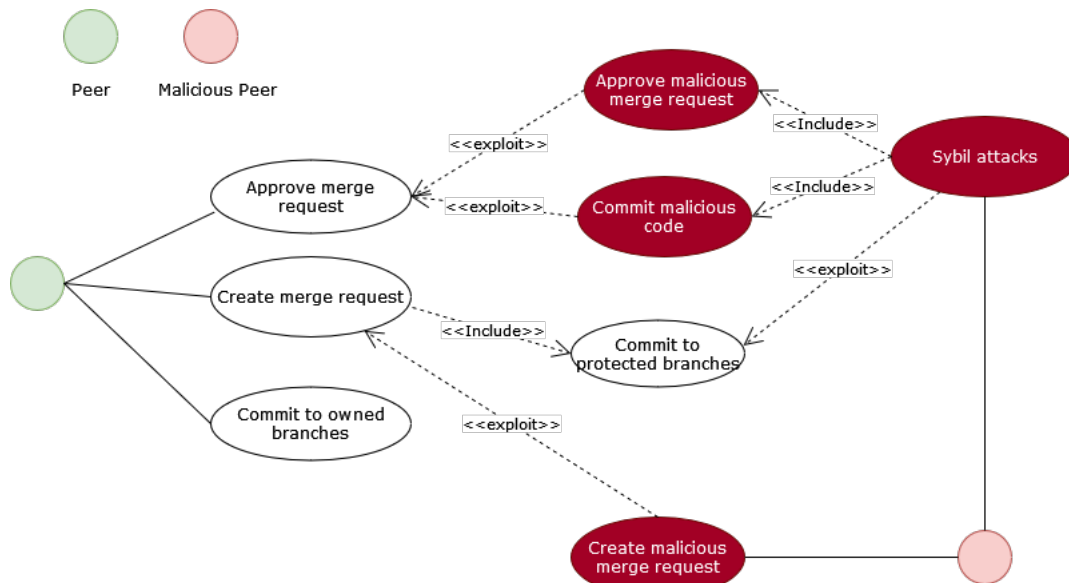 Peer
Malicious Peer
Approve malicious
merge request
<<Include>>
<<exploit>>
Sybil attacks
Approve merge
request
<<Include>>
<<exploit>>
Commit malicious
code
<<exploit>>
Create merge request
<<Include>>
Commit to
protected branches
Commit to owned
branches
<<exploit>>
Create malicious
merge request